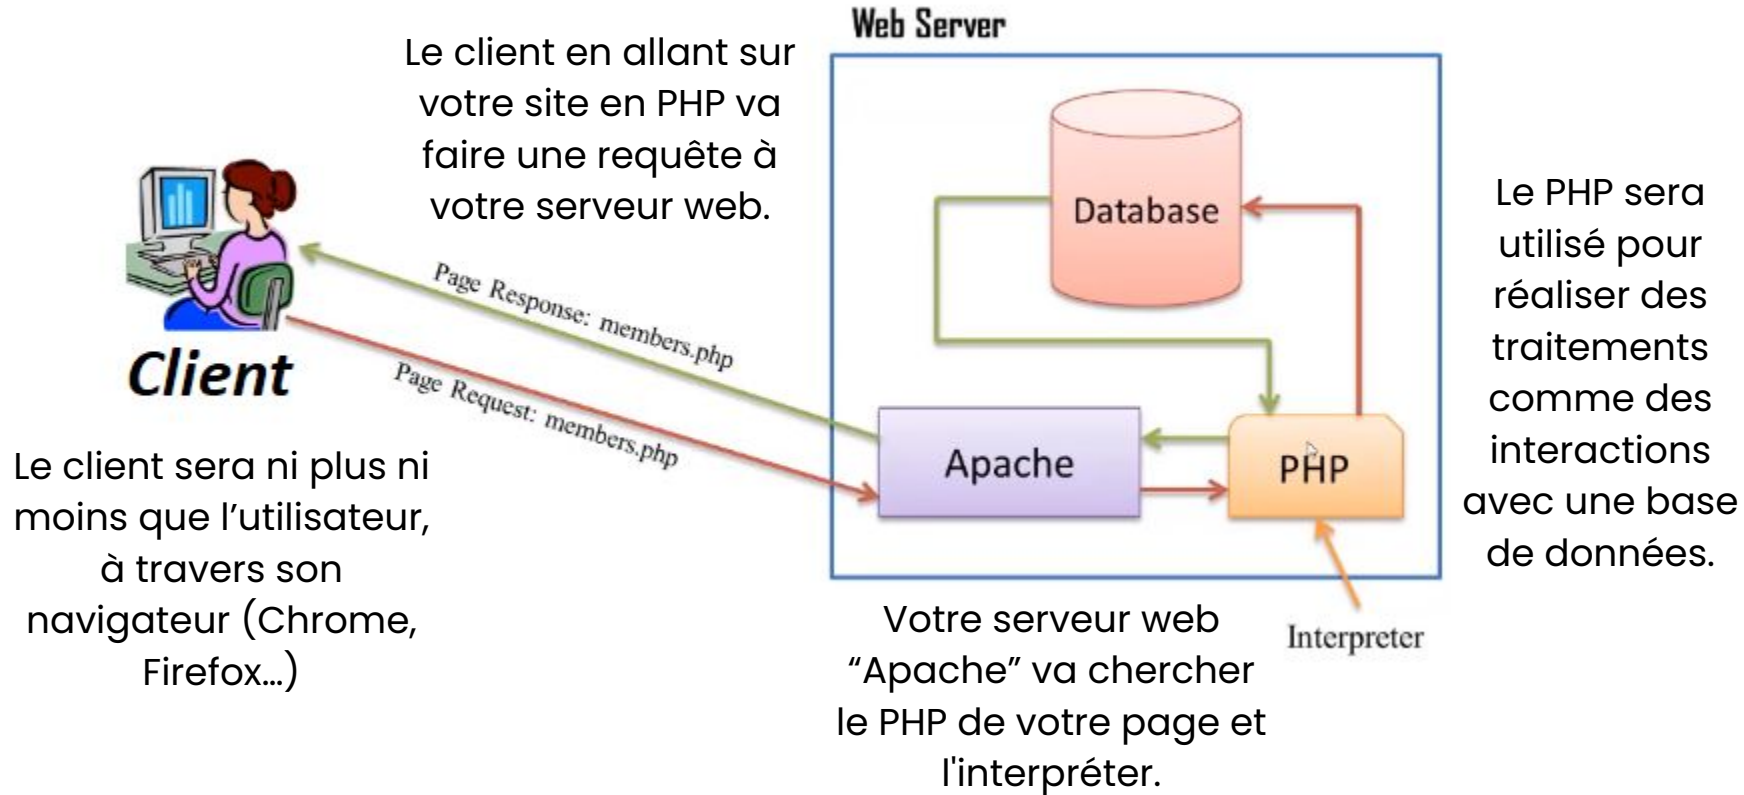 Web Server
Le client en allant sur
votre site en PHP va
faire une requête à
votre serveur web.
Database
Le PHP sera
utilisé pour
réaliser des
traitements
comme des
interactions
avec une base
de données.
Page Response: members.php
Page Request: members.php
Client
Apache
PHP
Interpreter
Le client sera ni plus ni
moins que l’utilisateur,
à travers son
navigateur (Chrome,
Firefox...)
Votre serveur web
“Apache” va chercher
le PHP de votre page et
l'interpréter.